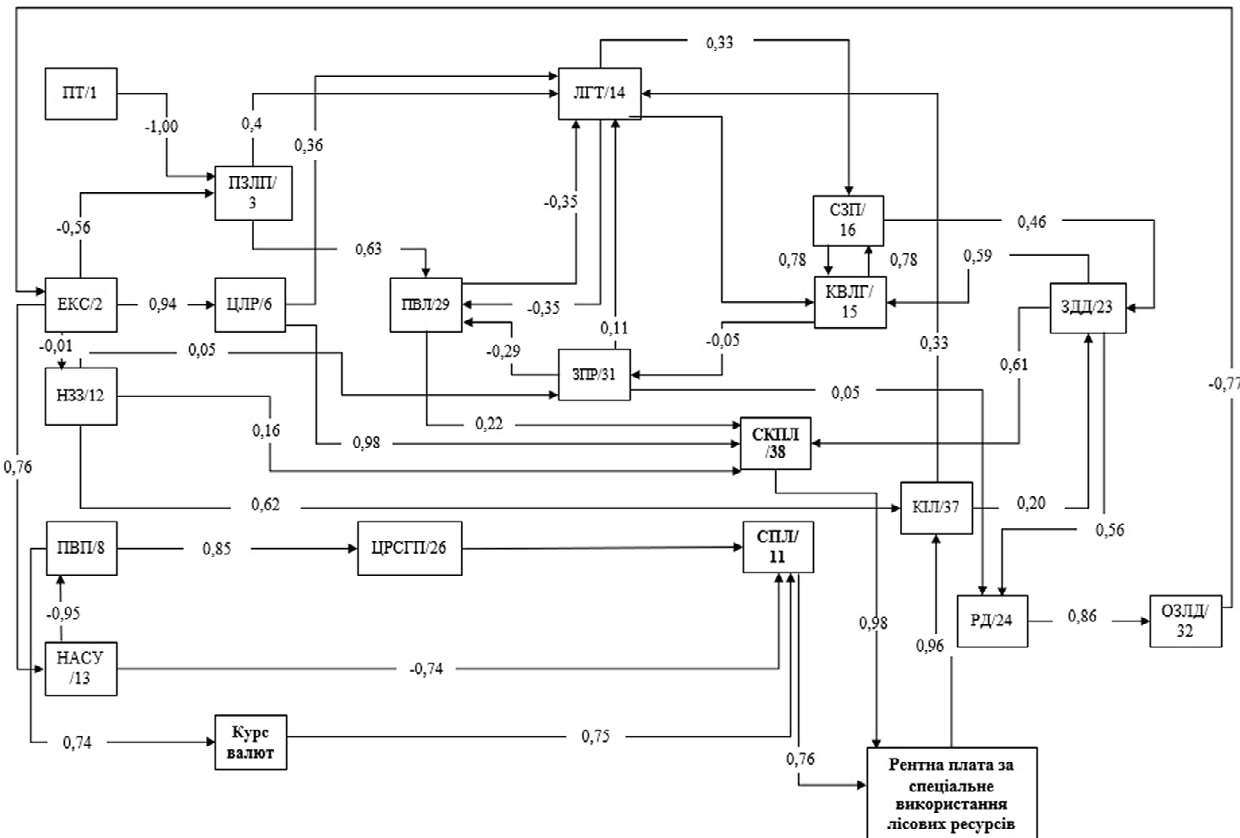 0,33
ПТ/1
ЛГТ/14
-1,00
0,4
0,36
ПЗЛП/
3
-0,35
СЗП/
16
0,46
-0,56
0,63
0,78
0,78
0,59
ЕКС/2
0,94
ЦЛР/6
ПВЛ/29
-0,35
КВЛГ/
15
ЗДД/23
-0,01
0,05
-0,29
0,11
-0,05
0,33
0,61
НЗЗ/12
ЗПР/31
0,05
-0,77
0,16
0,98
0,22
СКПЛ
/38
0,76
0,62
КІЛ/37
0,20
0,56
ПВП/8
0,85
ЦРСГП/26
СПЛ/
11
-0,95
РД/24
0,86
ОЗЛД/
32
0,98
0,96
НАСУ
/13
-0,74
0,74
Курс
валют
0,75
0,76
Рентна плата за
спеціальне
використання
лісових ресурсів